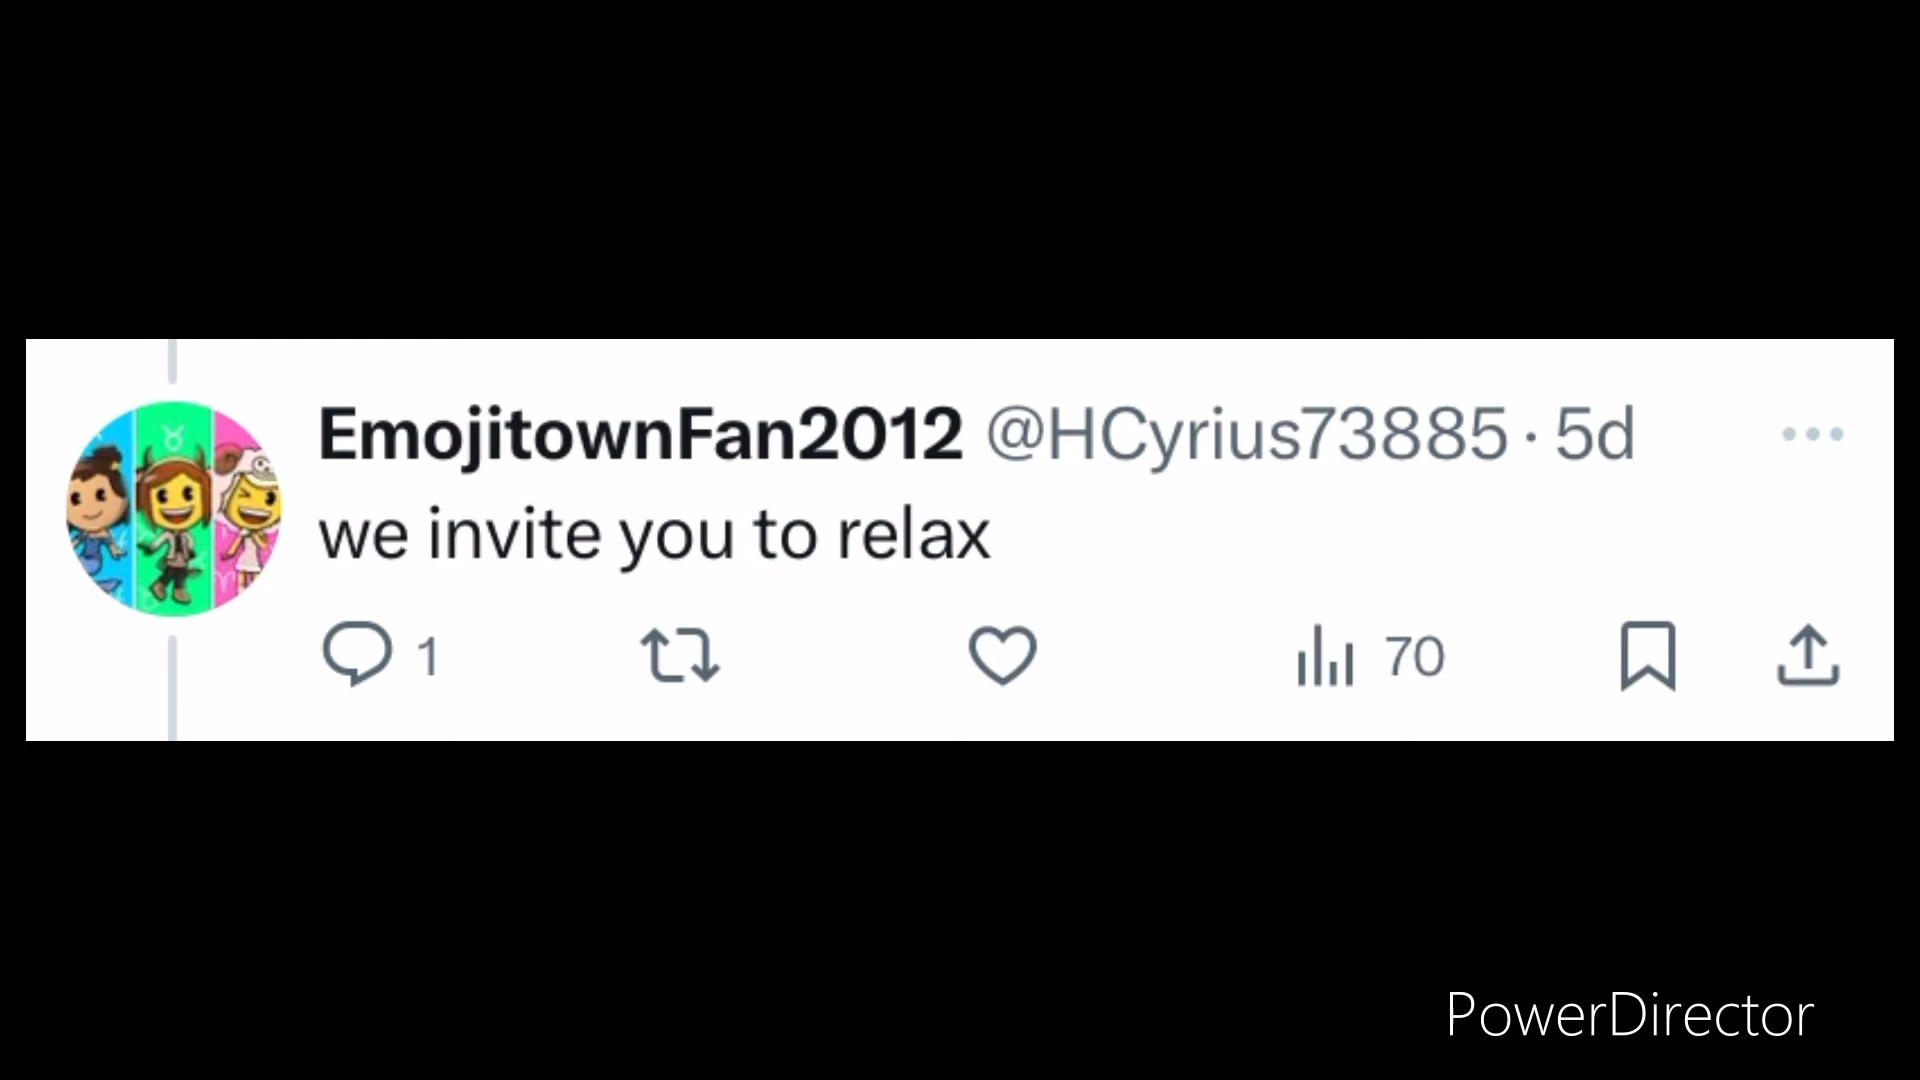 EmojitownFan2012 @HCyrius73885 · 5d
we invite you to relax
1 70
PowerDirector